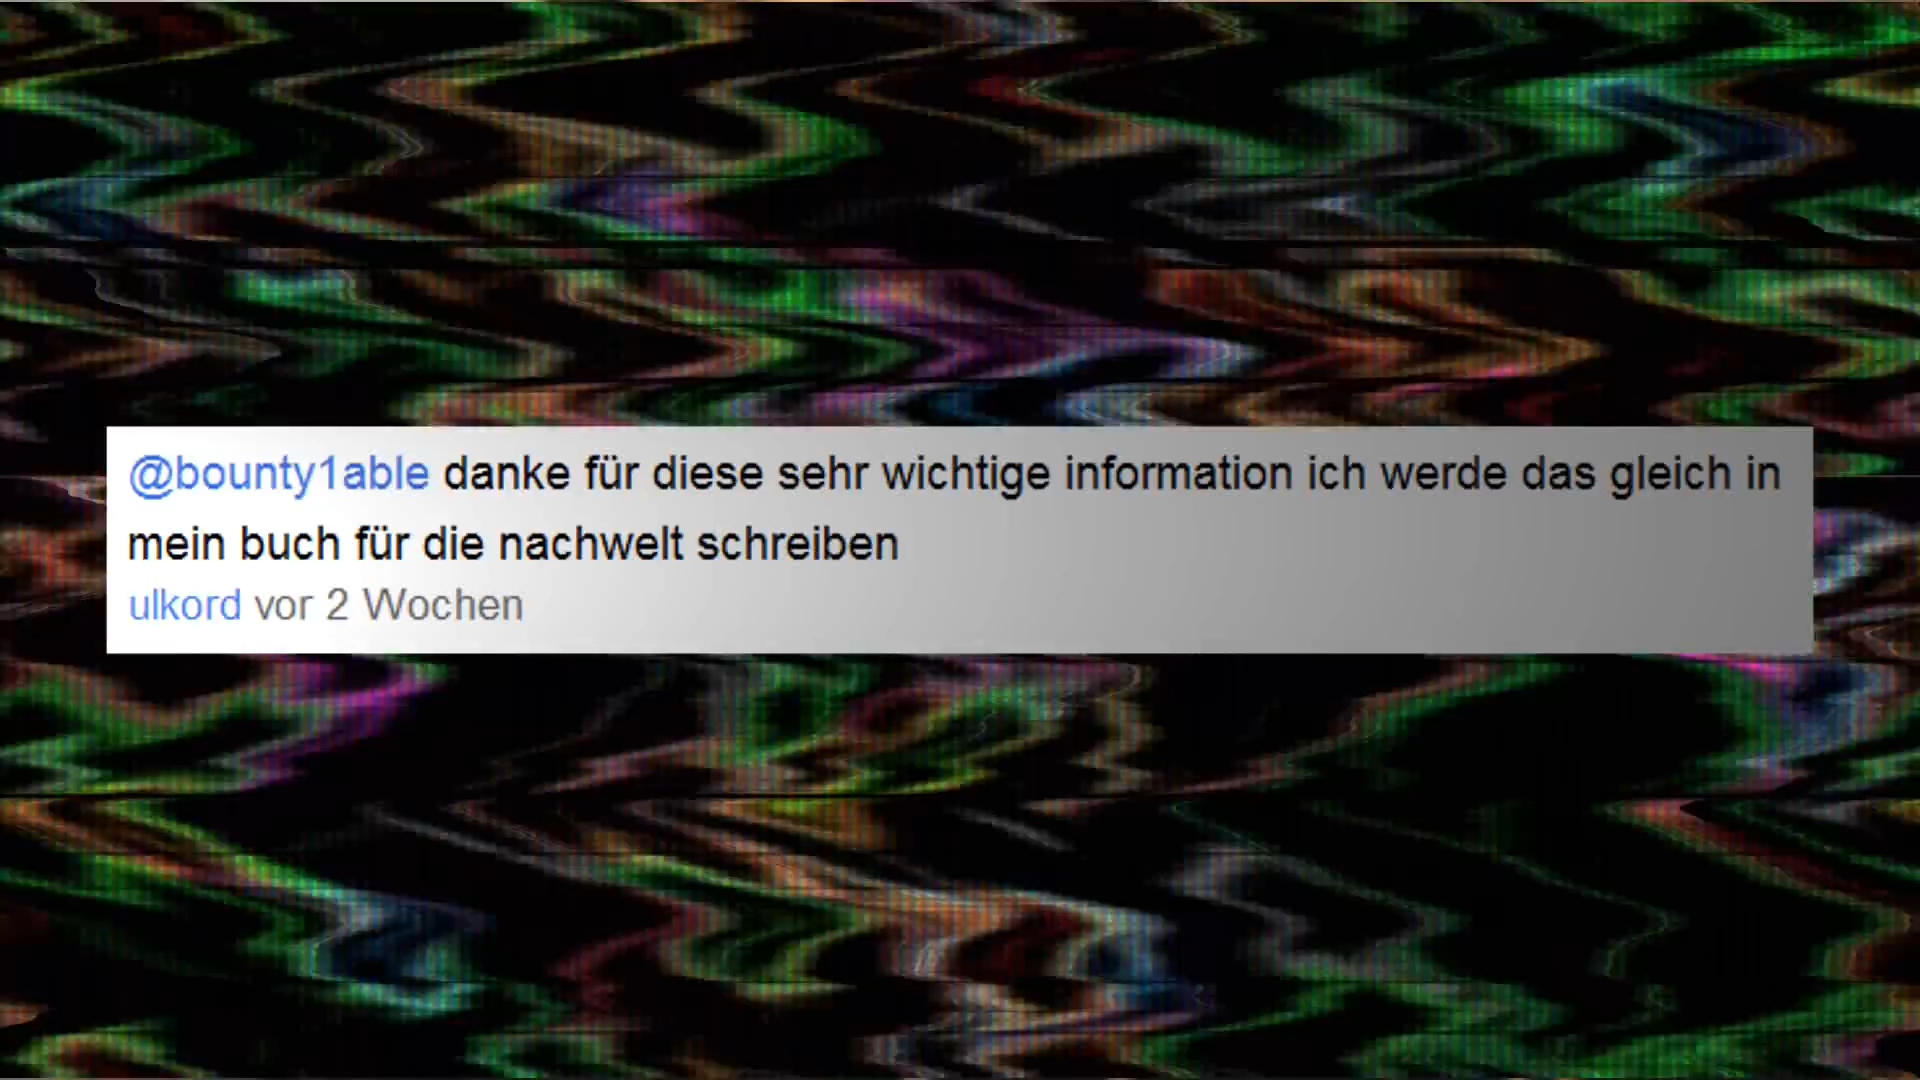 @bounty1able danke für diese sehr wichtige information ich werde das gleich in
mein buch für die nachwelt schreiben
ulkord vor 2 Wochen